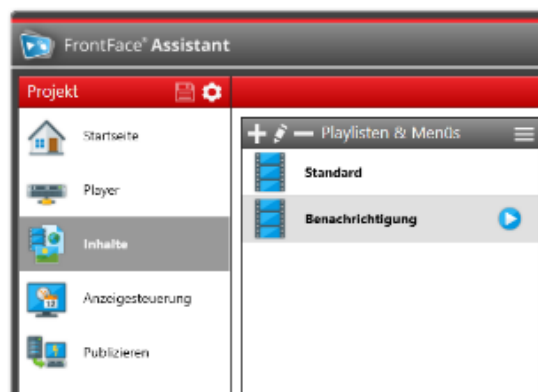 FrontFace® Assistant
Projekt
Startseite
Player
Inhalte
Anzeigesteuerung
Publizieren
Playlisten & Menüs
Standard
Benachrichtigung